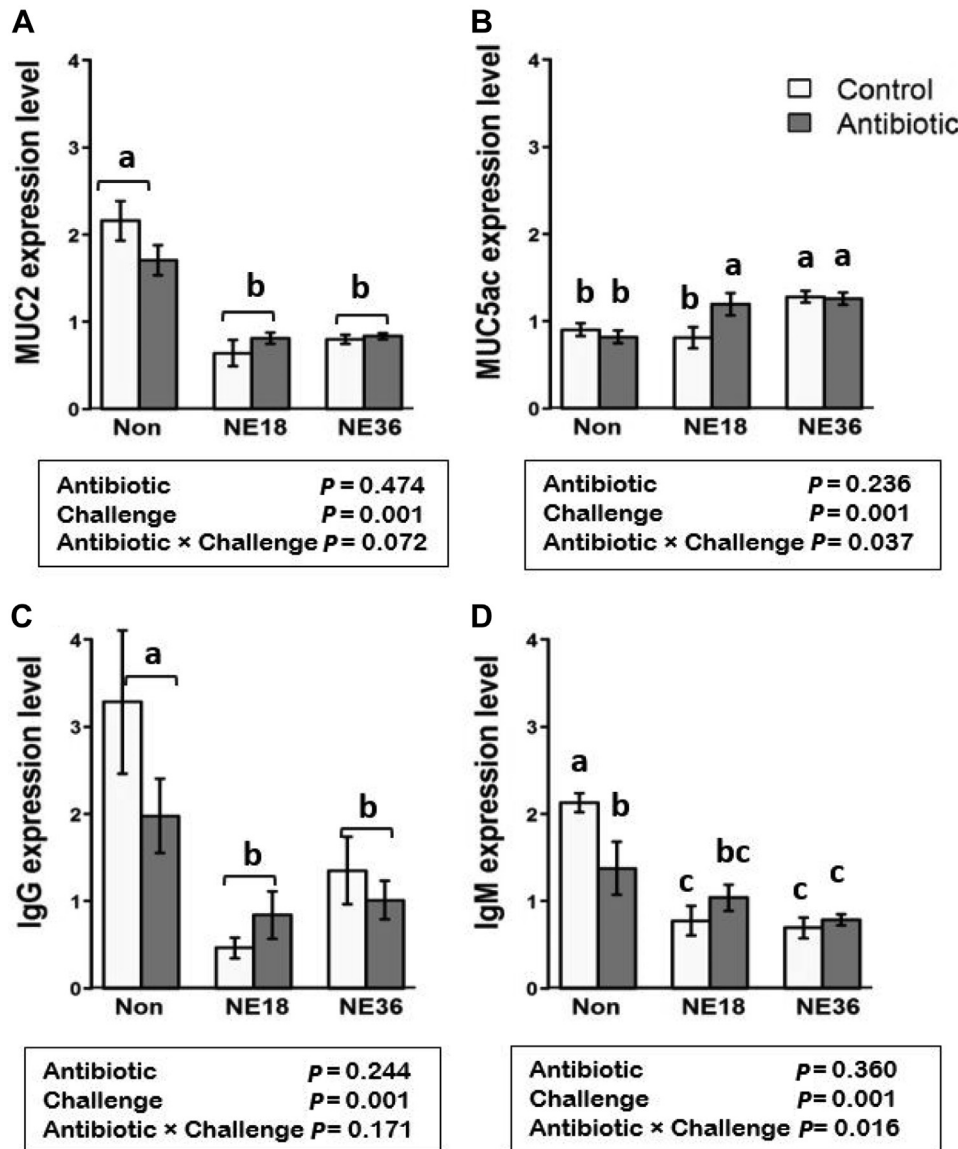 A
MUC2 expression level
4
3
2
1
0
a
b
b
Non NE18 NE36
Antibiotic P = 0.474
Challenge P = 0.001
Antibiotic × Challenge P = 0.072
B
MUC5ac expression level
4
3
2
1
0
Control
Antibiotic
b b b a a a
Non NE18 NE36
Antibiotic P = 0.236
Challenge P = 0.001
Antibiotic × Challenge P = 0.037
C
IgG expression level
4
3
2
1
0
a
b
b
Non NE18 NE36
Antibiotic P = 0.244
Challenge P = 0.001
Antibiotic × Challenge P = 0.171
D
IgM expression level
4
3
2
1
0
a b c bc c c
Non NE18 NE36
Antibiotic P = 0.360
Challenge P = 0.001
Antibiotic × Challenge P = 0.016